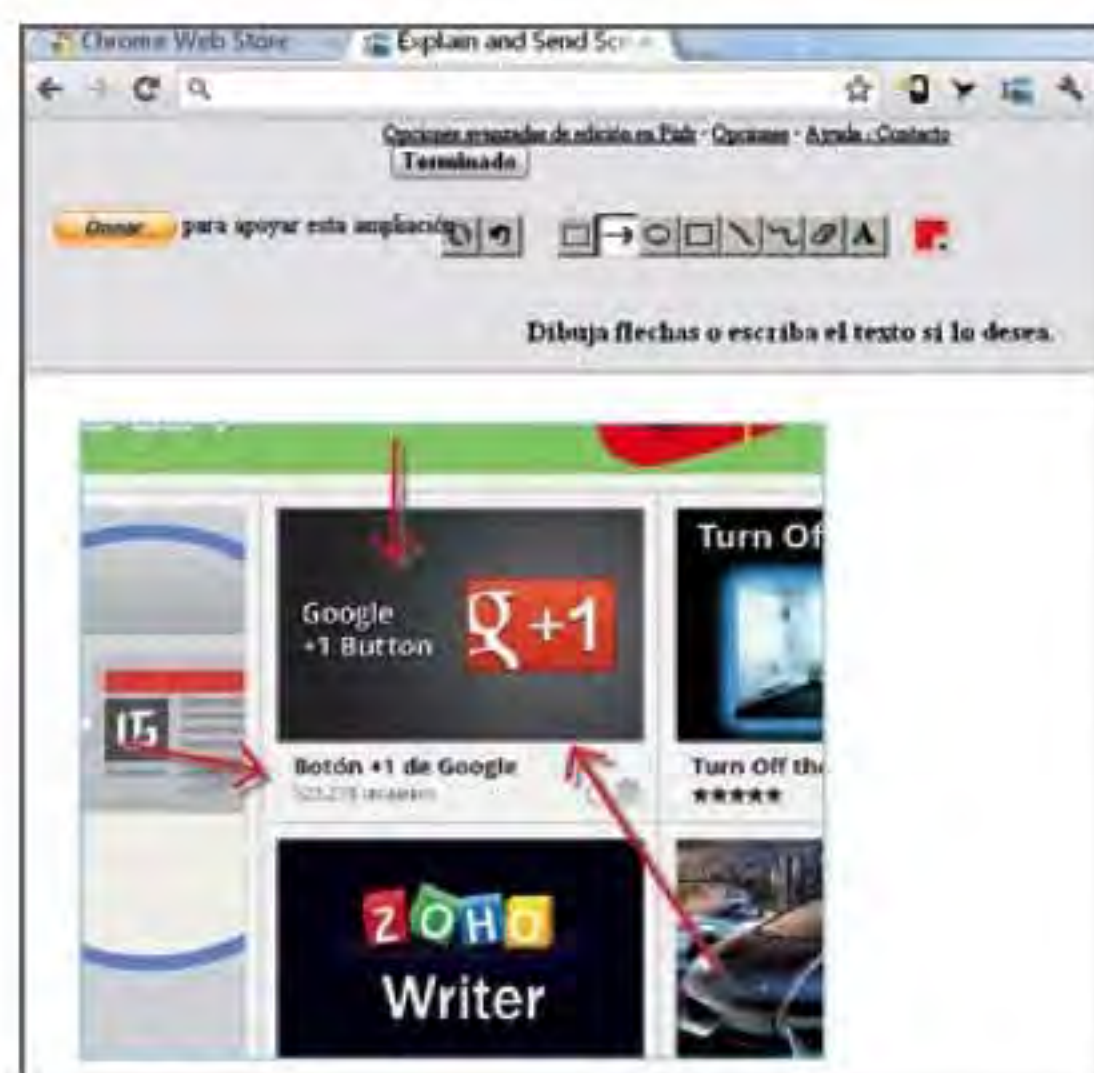 Chrome Web Store
Explain and Send Scr
Opciones avanzadas de edición en · Opciones · Ayuda . Contacto
Terminado
Donar para apoyar esta ampliación
A
Dibuja flechas o escriba el texto si lo desea.
Google
+1 Button
+1
Turn Of
Botón +1 de Google
Turn Off the
ZOHO
Writer